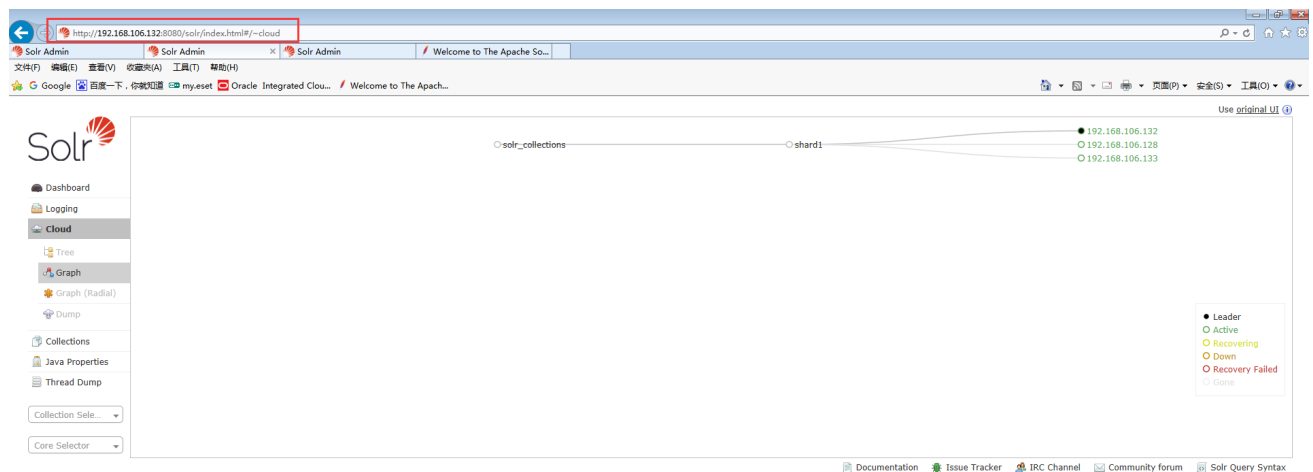 http://192.168.106.132:8080/solr/index.html#/~cloud
Solr Admin Solr Admin Solr Admin Welcome to The Apache So...
文件(F) 编辑(E) 查看(V) 收藏夹(A) 工具(T) 帮助(H)
Google 百度一下，你就知道 my.eset Oracle Integrated Clou... Welcome to The Apach... 页面(P) 安全(S) 工具(O)
Use original UI
Solr
solr_collections shard1 192.168.106.132
192.168.106.128
192.168.106.133
Dashboard
Logging
Cloud
Tree
Graph
Graph (Radial)
Dump
Collections
Java Properties
Thread Dump
Collection Sele...
Core Selector
Leader
Active
Recovering
Down
Recovery Failed
Gone
Documentation Issue Tracker IRC Channel Community forum Solr Query Syntax